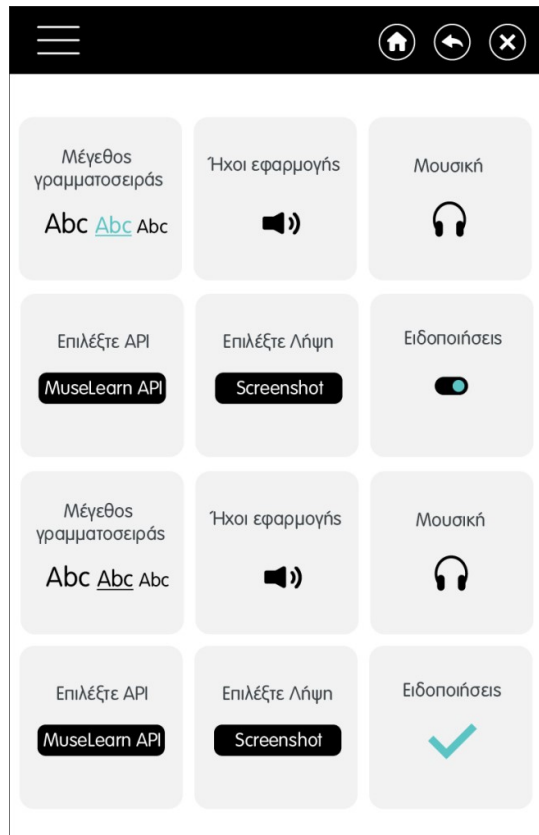 Μέγεθος
γραμματοσειράς
Abc Abc Abc
Ήχοι εφαρμογής
Μουσική
Επιλέξτε API
MuseLearn API
Επιλέξτε Λήψη
Screenshot
Ειδοποιήσεις
Μέγεθος
γραμματοσειράς
Abc Abc Abc
Ήχοι εφαρμογής
Μουσική
Επιλέξτε API
MuseLearn API
Επιλέξτε Λήψη
Screenshot
Ειδοποιήσεις